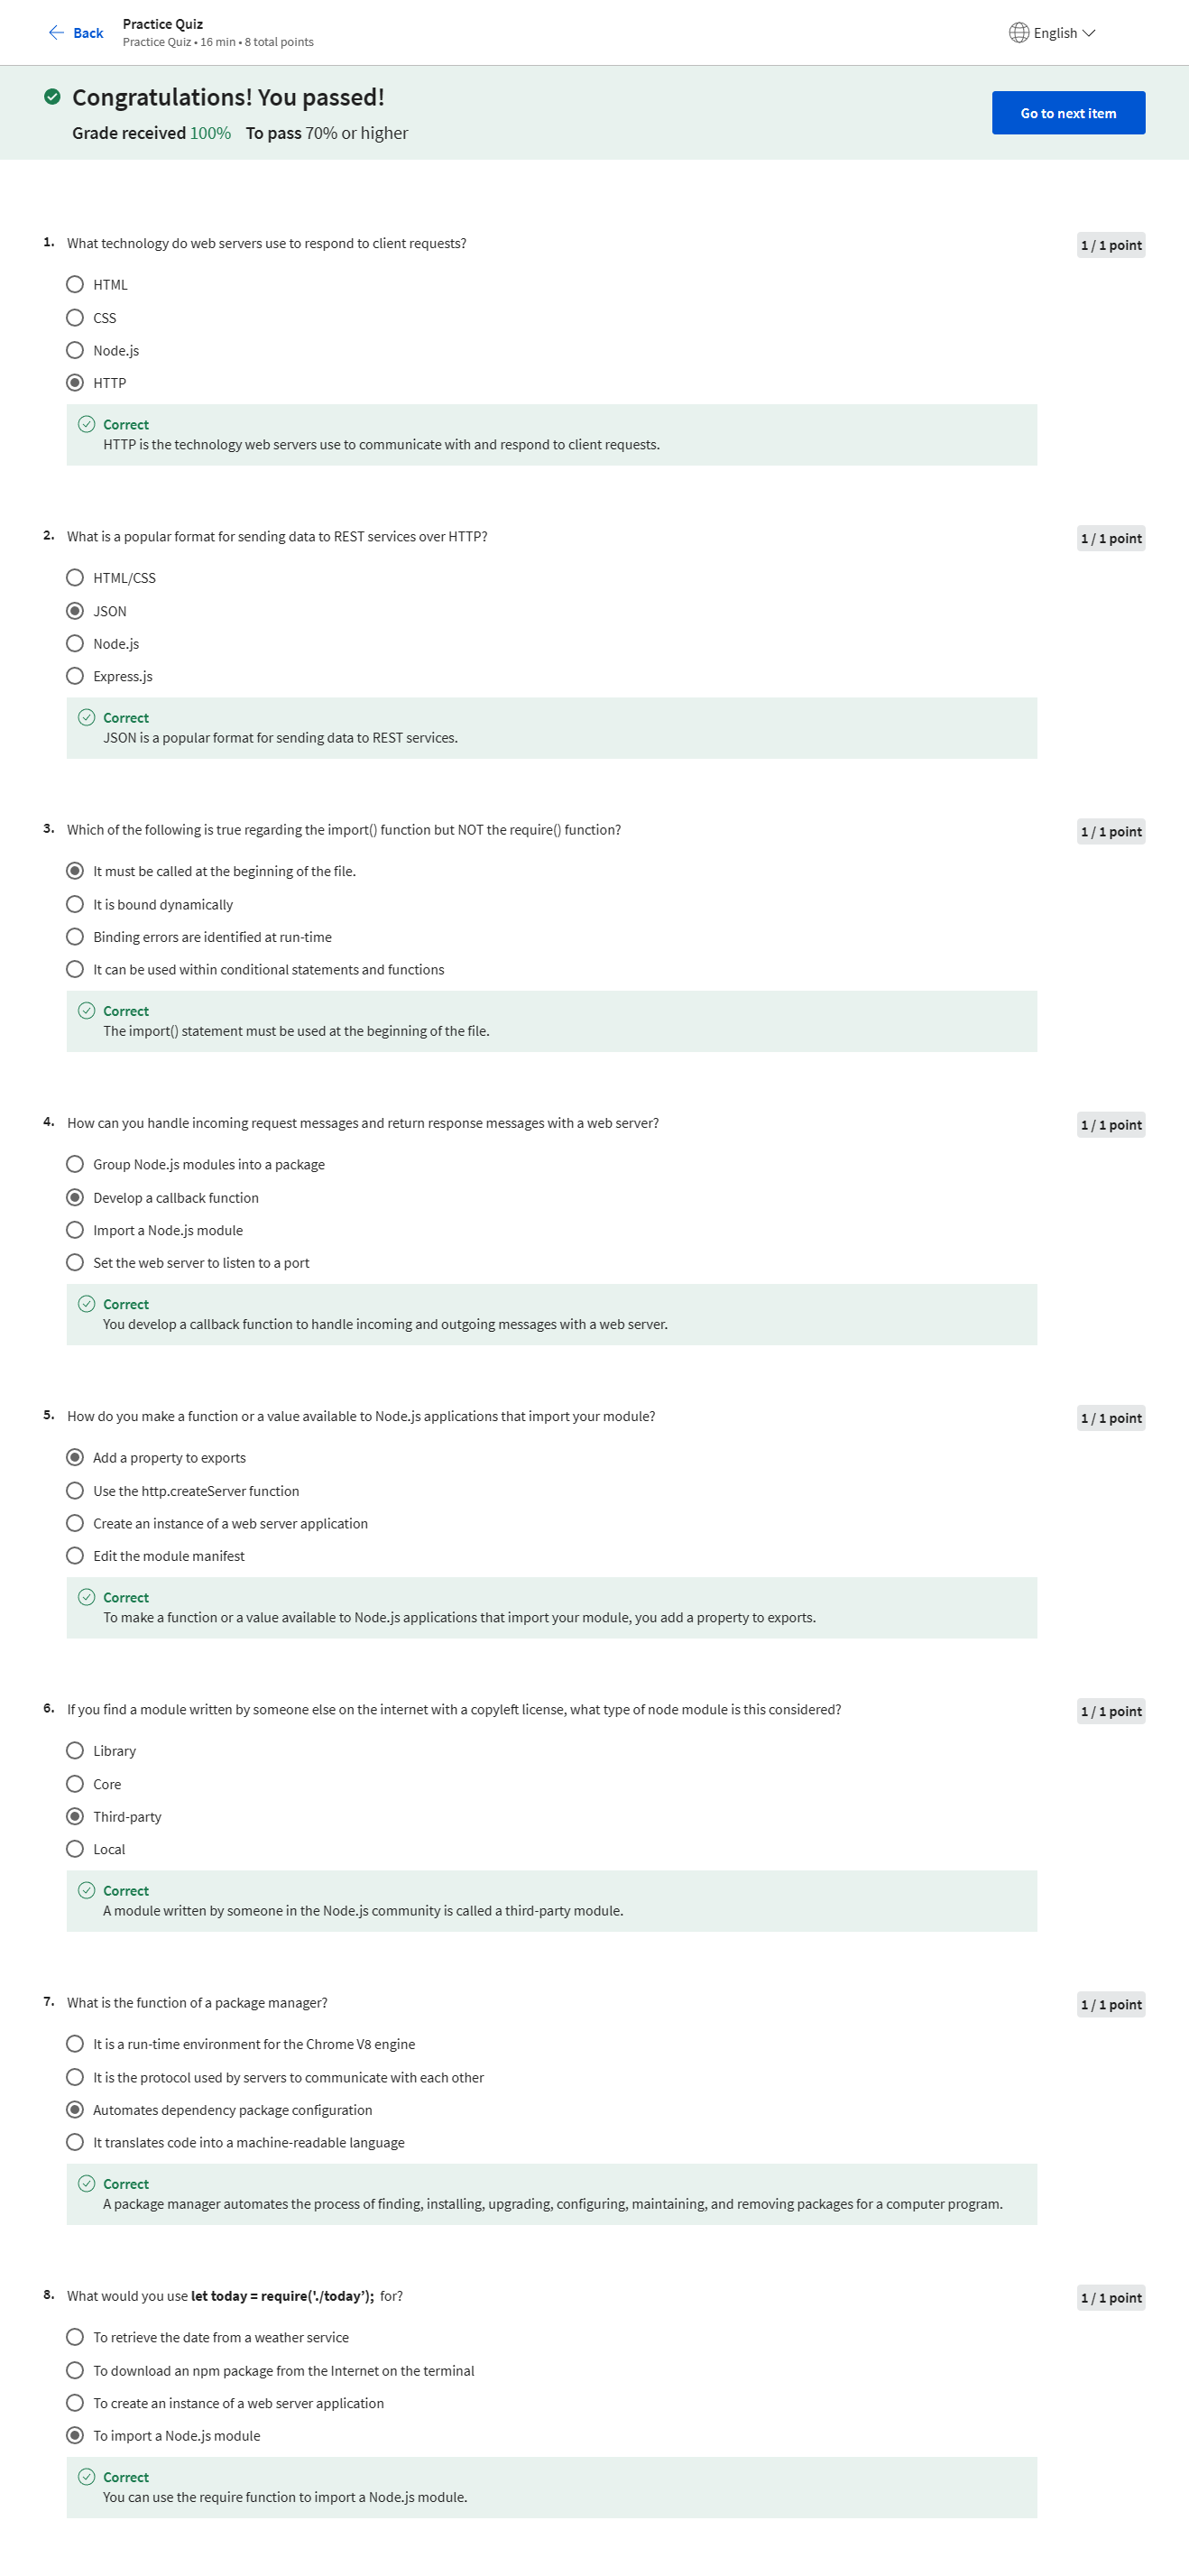 Back
Practice Quiz
Practice Quiz • 16 min • 8 total points
English
Congratulations! You passed!
Grade received 100% To pass 70% or higher
Go to next item
1. What technology do web servers use to respond to client requests?
1 / 1 point
HTML
CSS
Node.js
HTTP
Correct
HTTP is the technology web servers use to communicate with and respond to client requests.
2. What is a popular format for sending data to REST services over HTTP?
1 / 1 point
HTML/CSS
JSON
Node.js
Express.js
Correct
JSON is a popular format for sending data to REST services.
3. Which of the following is true regarding the import() function but NOT the require() function?
1 / 1 point
It must be called at the beginning of the file.
It is bound dynamically
Binding errors are identified at run-time
It can be used within conditional statements and functions
Correct
The import() statement must be used at the beginning of the file.
4. How can you handle incoming request messages and return response messages with a web server?
1 / 1 point
Group Node.js modules into a package
Develop a callback function
Import a Node.js module
Set the web server to listen to a port
Correct
You develop a callback function to handle incoming and outgoing messages with a web server.
5. How do you make a function or a value available to Node.js applications that import your module?
1 / 1 point
Add a property to exports
Use the http.createServer function
Create an instance of a web server application
Edit the module manifest
Correct
To make a function or a value available to Node.js applications that import your module, you add a property to exports.
6. If you find a module written by someone else on the internet with a copyleft license, what type of node module is this considered?
1 / 1 point
Library
Core
Third-party
Local
Correct
A module written by someone in the Node.js community is called a third-party module.
7. What is the function of a package manager?
1 / 1 point
It is a run-time environment for the Chrome V8 engine
It is the protocol used by servers to communicate with each other
Automates dependency package configuration
It translates code into a machine-readable language
Correct
A package manager automates the process of finding, installing, upgrading, configuring, maintaining, and removing packages for a computer program.
8. What would you use let today = require('./today’); for?
1 / 1 point
To retrieve the date from a weather service
To download an npm package from the Internet on the terminal
To create an instance of a web server application
To import a Node.js module
Correct
You can use the require function to import a Node.js module.